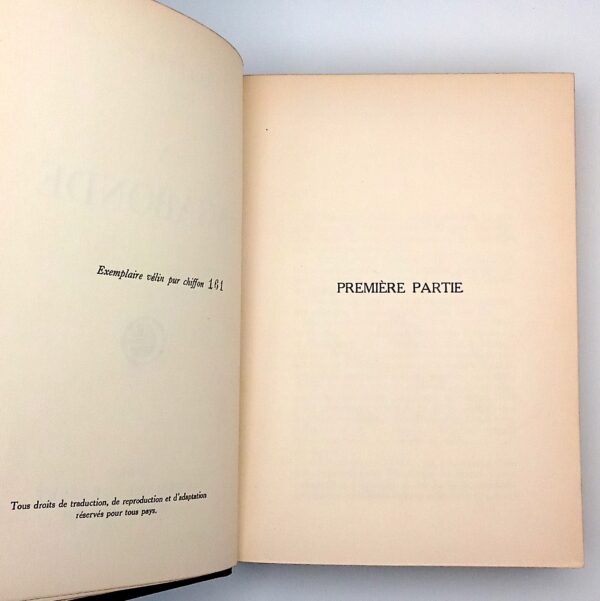 Exemplaire vélin pur chiffon 161
Tous droits de traduction, de reproduction et d'adaptation
réservés pour tous pays.
PREMIÈRE PARTIE